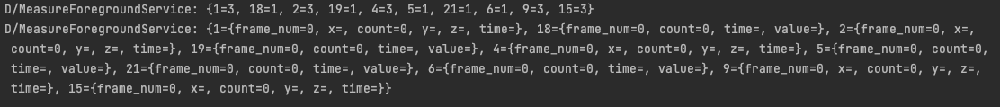 D/MeasureForegroundService: {1=3, 18=1, 2=3, 19=1, 4=3, 5=1, 21=1, 6=1, 9=3, 15=3}
D/MeasureForegroundService: {1={frame_num=0, x=, count=0, y=, z=, time=}, 18={frame_num=0, count=0, time=, value=}, 2={frame_num=0, x=,
count=0, y=, z=, time=}, 19={frame_num=0, count=0, time=, value=}, 4={frame_num=0, x=, count=0, y=, z=, time=}, 5={frame_num=0, count=0,
time=, value=}, 21={frame_num=0, count=0, time=, value=}, 6={frame_num=0, count=0, time=, value=}, 9={frame_num=0, x=, count=0, y=, z=,
time=}, 15={frame_num=0, x=, count=0, y=, z=, time=}}